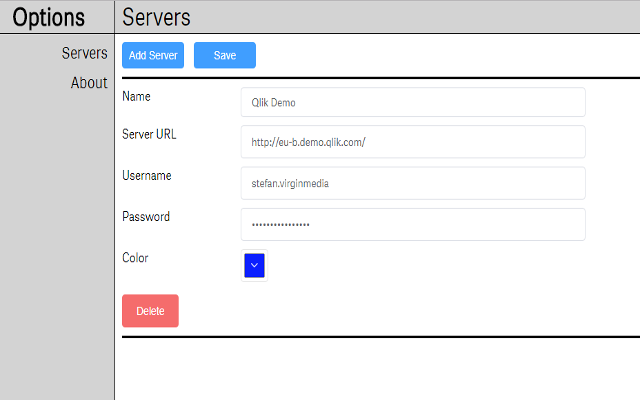 Options
Servers
Servers
About
Add Server
Save
Name
Qlik Demo
Server URL
http://eu-b.demo.qlik.com/
Username
stefan.virginmedia
Password
••••••••••••••••
Color
Delete